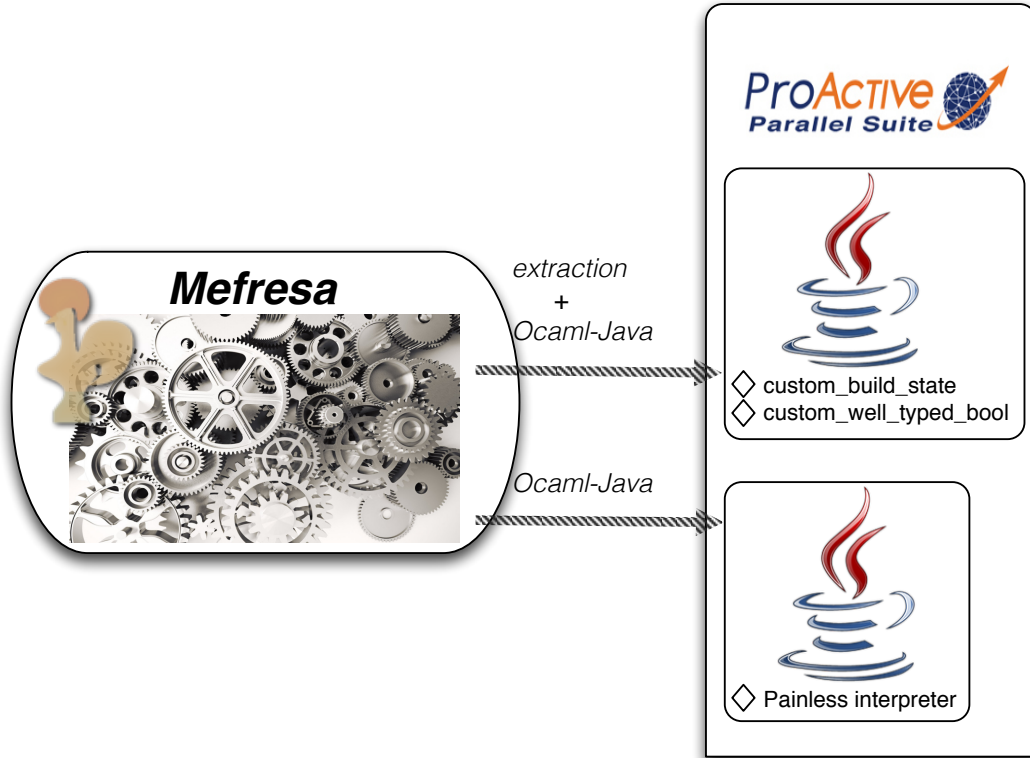 Mefresa
extraction
+
Ocaml-Java
Ocaml-Java
ProActive
Parallel Suite
custom_build_state
custom_well_typed_bool
Painless interpreter